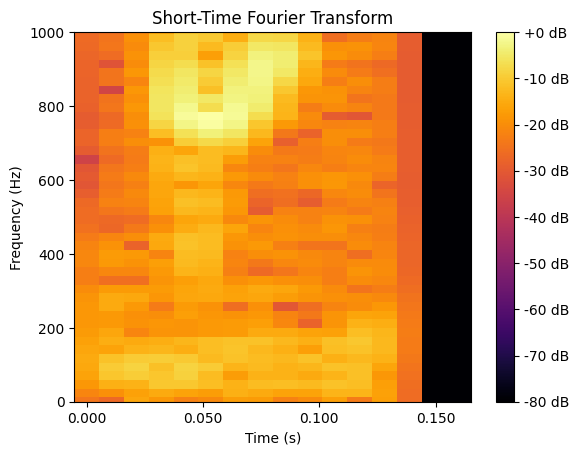 Short-Time Fourier Transform
1000
800
600
400
200
0
Frequency (Hz)
0.000
0.050
0.100
0.150
Time (s)
+0 dB
-10 dB
-20 dB
-30 dB
-40 dB
-50 dB
-60 dB
-70 dB
-80 dB